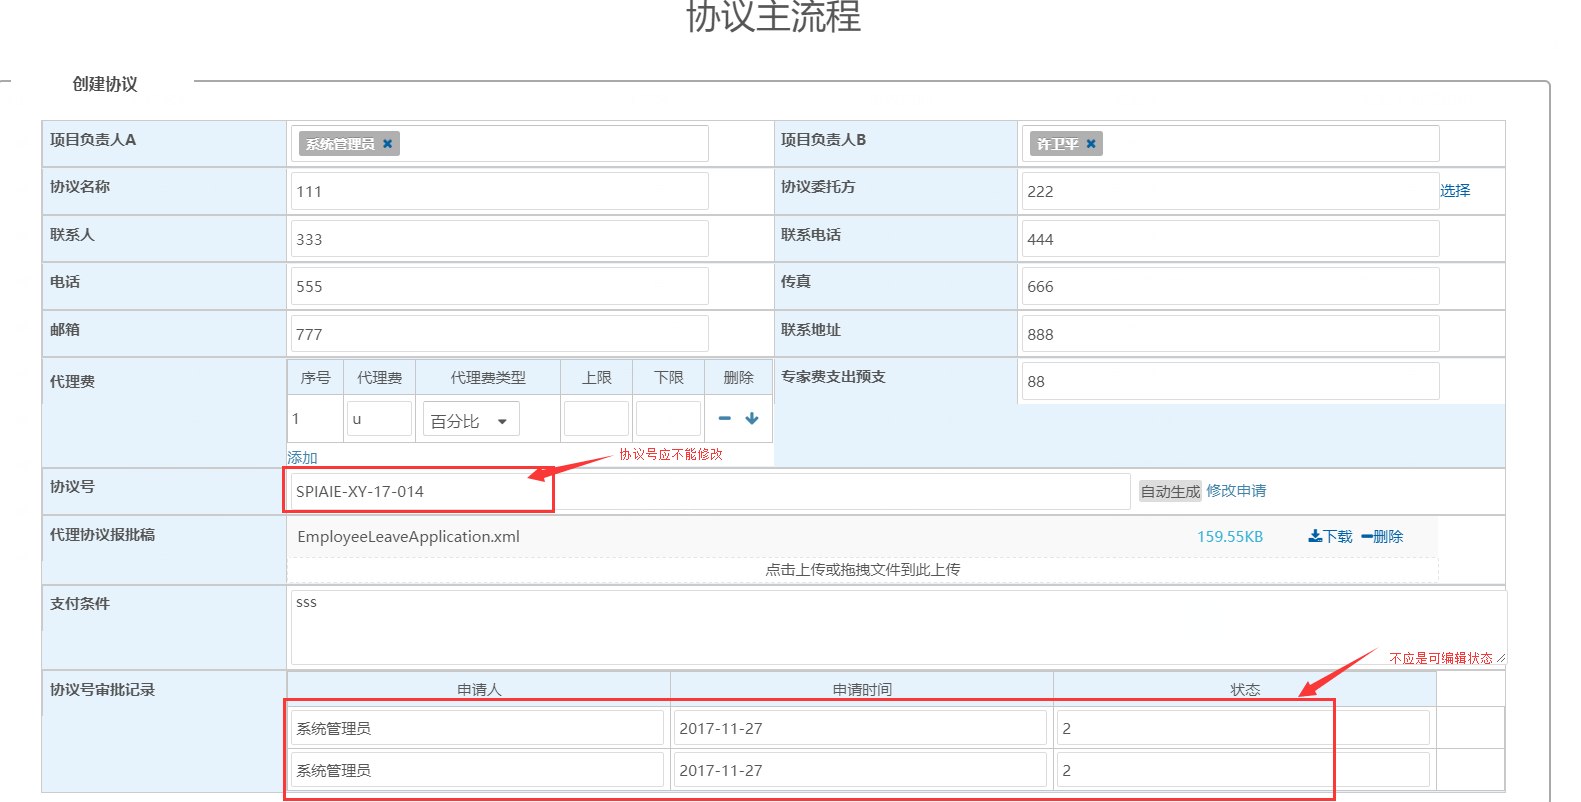 协议主流程
创建协议
项目负责人A 系统管理员 × 项目负责人B 许卫平 ×
协议名称 111 协议委托方 222 选择
联系人 333 联系电话 444
电话 555 传真 666
邮箱 777 联系地址 888
代理费 序号 代理费 代理费类型 上限 下限 删除 专家费支出预支 88
1 u 百分比
添加 协议号应不能修改
协议号 SPIAIE-XY-17-014 自动生成 修改申请
代理协议报批稿 EmployeeLeaveApplication.xml 159.55KB 下载 删除
点击上传或拖拽文件到此上传
支付条件 sss
不应是可编辑状态
协议号审批记录 申请人 申请时间 状态
系统管理员 2017-11-27 2
系统管理员 2017-11-27 2